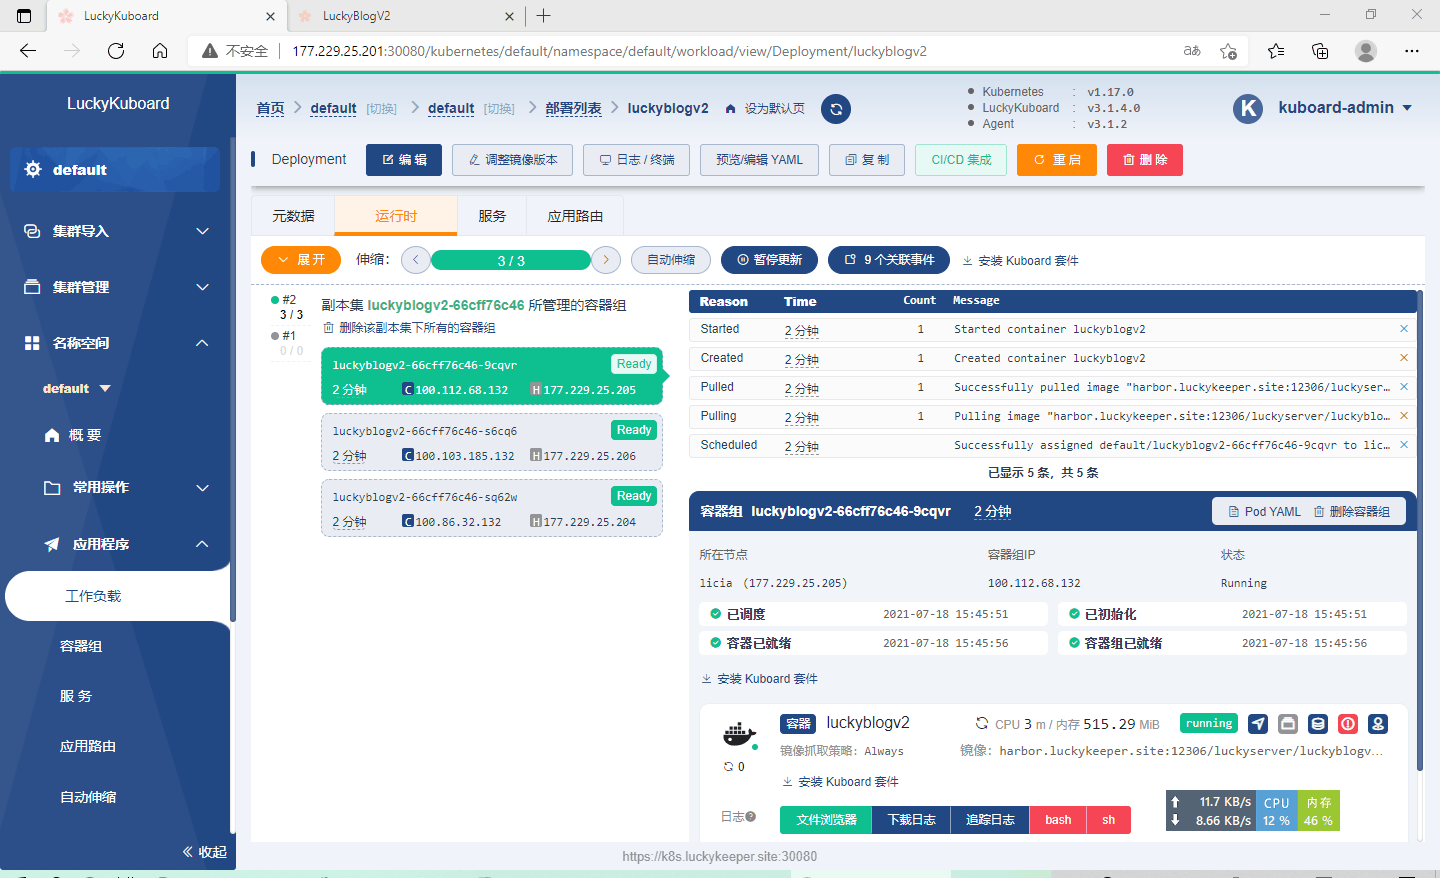 LuckyKuboard
LuckyBlogV2
不安全
177.229.25.201:30080/kubernetes/default/namespace/default/workload/view/Deployment/luckyblogv2
LuckyKuboard
default
集群导入
集群管理
名称空间
default
概 要
常用操作
应用程序
工作负载
容器组
服 务
应用路由
自动伸缩
收起
首页
default [切换]
default [切换]
部署列表
luckyblogv2
设为默认页
Kubernetes : v1.17.0
LuckyKuboard : v3.1.4.0
Agent : v3.1.2
K
kuboard-admin
Deployment
编 辑
调整镜像版本
日志 / 终端
预览/编辑 YAML
复 制
CI/CD 集成
重 启
删 除
元数据
运行时
服务
应用路由
展 开
伸缩：
3 / 3
自动伸缩
暂停更新
9 个关联事件
安装 Kuboard 套件
#2
3 / 3
#1
0 / 0
副本集 luckyblogv2-66cff76c46 所管理的容器组
删除该副本集下所有的容器组
luckyblogv2-66cff76c46-9cqvr Ready
2 分钟 C 100.112.68.132 H 177.229.25.205
luckyblogv2-66cff76c46-s6cq6 Ready
2 分钟 C 100.103.185.132 H 177.229.25.206
luckyblogv2-66cff76c46-sq62w Ready
2 分钟 C 100.86.32.132 H 177.229.25.204
Reason Time Count Message
Started 2 分钟 1 Started container luckyblogv2
Created 2 分钟 1 Created container luckyblogv2
Pulled 2 分钟 1 Successfully pulled image "harbor.luckykeeper.site:12306/luckyser...
Pulling 2 分钟 1 Pulling image "harbor.luckykeeper.site:12306/luckyserver/luckyblo...
Scheduled 2 分钟 Successfully assigned default/luckyblogv2-66cff76c46-9cqvr to lic...
已显示 5 条，共 5 条
容器组 luckyblogv2-66cff76c46-9cqvr 2 分钟
Pod YAML 删除容器组
所在节点 容器组IP 状态
licia (177.229.25.205) 100.112.68.132 Running
已调度 2021-07-18 15:45:51
已初始化 2021-07-18 15:45:51
容器已就绪 2021-07-18 15:45:56
容器组已就绪 2021-07-18 15:45:56
安装 Kuboard 套件
容器 luckyblogv2
CPU 3 m / 内存 515.29 MiB
running
镜像抓取策略: Always
镜像: harbor.luckykeeper.site:12306/luckyserver/luckyblogv...
0
安装 Kuboard 套件
日志
文件浏览器
下载日志
追踪日志
bash
sh
11.7 KB/s
8.66 KB/s
CPU
12 %
内存
46 %
https://k8s.luckykeeper.site:30080